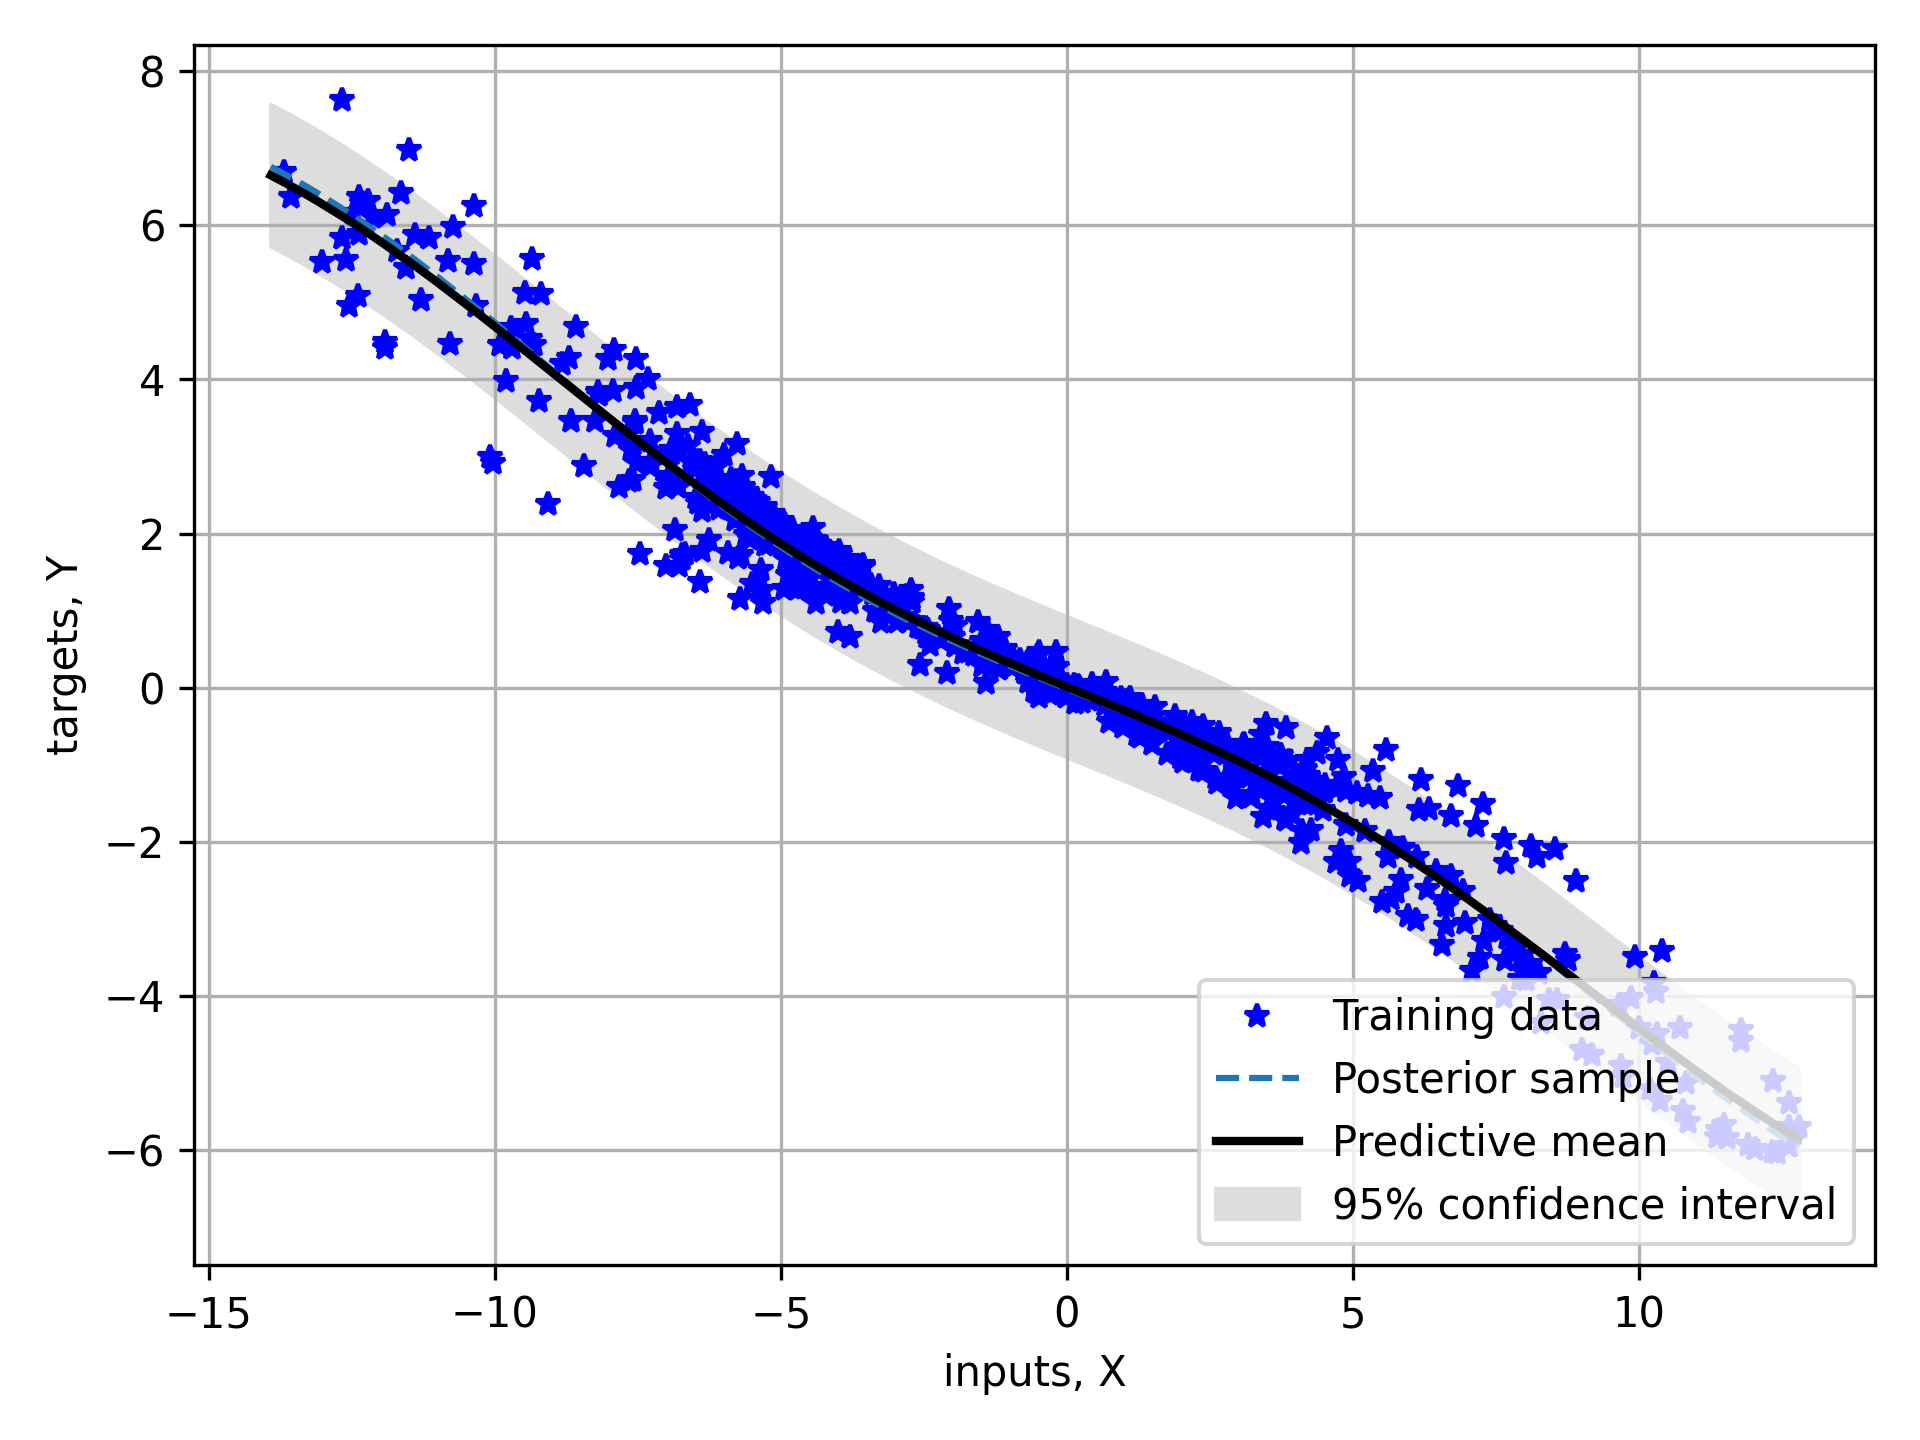 8
6
4
2
0
−2
−4
−6
targets, Y
−15 −10 −5 0 5 10
inputs, X
Training data
Posterior sample
Predictive mean
95% confidence interval